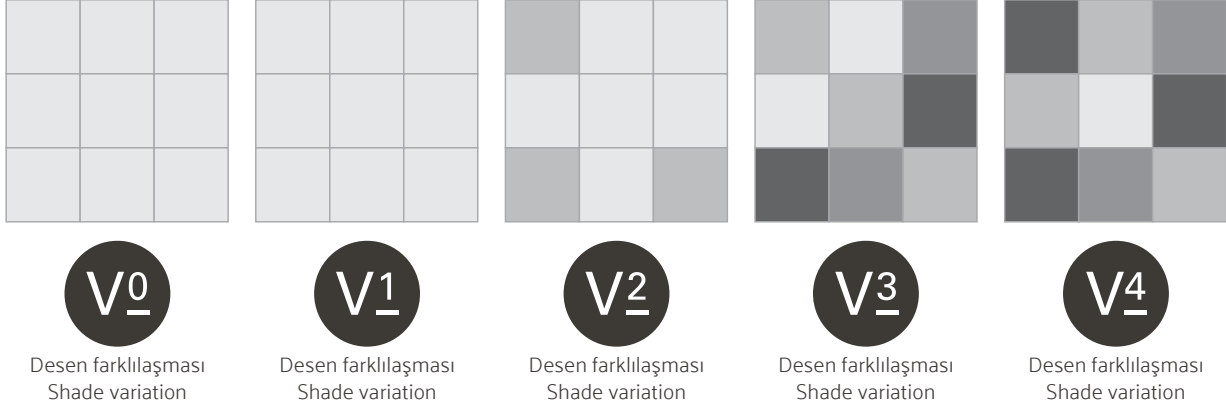 V0
Desen farklılaşması
Shade variation
V1
Desen farklılaşması
Shade variation
V2
Desen farklılaşması
Shade variation
V3
Desen farklılaşması
Shade variation
V4
Desen farklılaşması
Shade variation